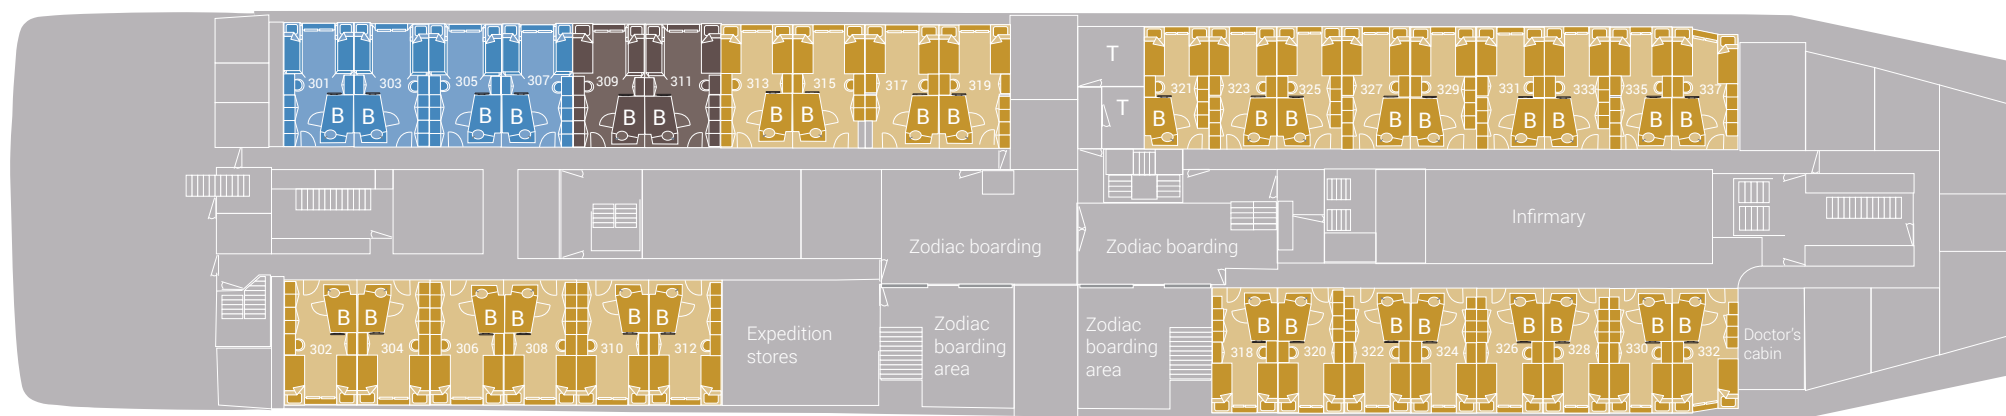 301 303 305 307 309 311 313 315 317 319
B B B B B B B B B B
T
T
321 323 325 327 329 331 333 335 337
B B B B B B B B B
Infirmary
Zodiac boarding
Zodiac boarding
B B B B B B
302 304 306 308 310 312
Expedition
stores
Zodiac
boarding
area
Zodiac
boarding
area
B B B B B B B B
318 320 322 324 326 328 330 332
Doctor's
cabin